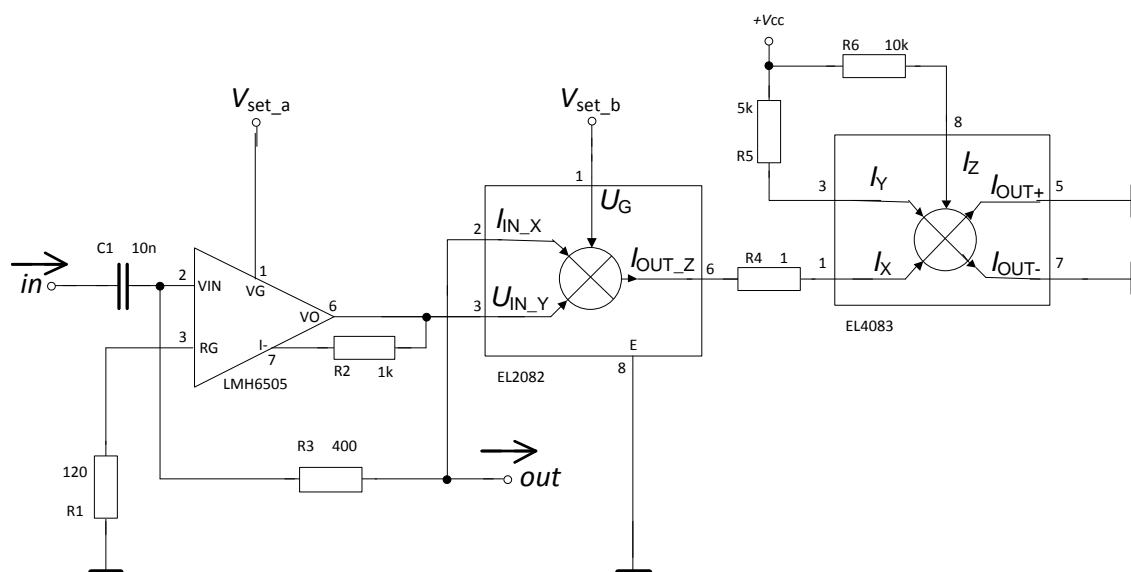 +Vcc
R6 10k
Vset_a
Vset_b
5k
R5
8
1
3
IY
IZ
IOUT+
5
UG
C1 10n
2
IIN_X
in
2
VIN
1
VG
IOUT_Z
6
R4 1
1
IX
IOUT-
7
VO
6
3
UIN_Y
3
RG
I-
7
R2 1k
EL4083
E
8
LMH6505
EL2082
R3 400
120
R1
out